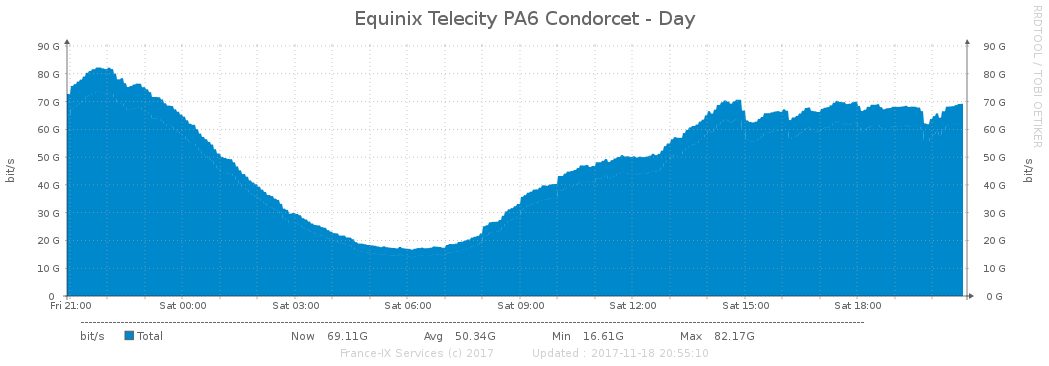 Equinix Telecity PA6 Condorcet - Day
RRDTOOL / TOBI OETIKER
90 G 90 G
80 G 80 G
70 G 70 G
60 G 60 G
50 G 50 G
40 G 40 G
30 G 30 G
20 G 20 G
10 G 10 G
0 0 G
bit/s
bit/s
Fri 21:00 Sat 00:00 Sat 03:00 Sat 06:00 Sat 09:00 Sat 12:00 Sat 15:00 Sat 18:00
bit/s Total Now 69.11G Avg 50.34G Min 16.61G Max 82.17G
France-IX Services (c) 2017 Updated : 2017-11-18 20:55:10